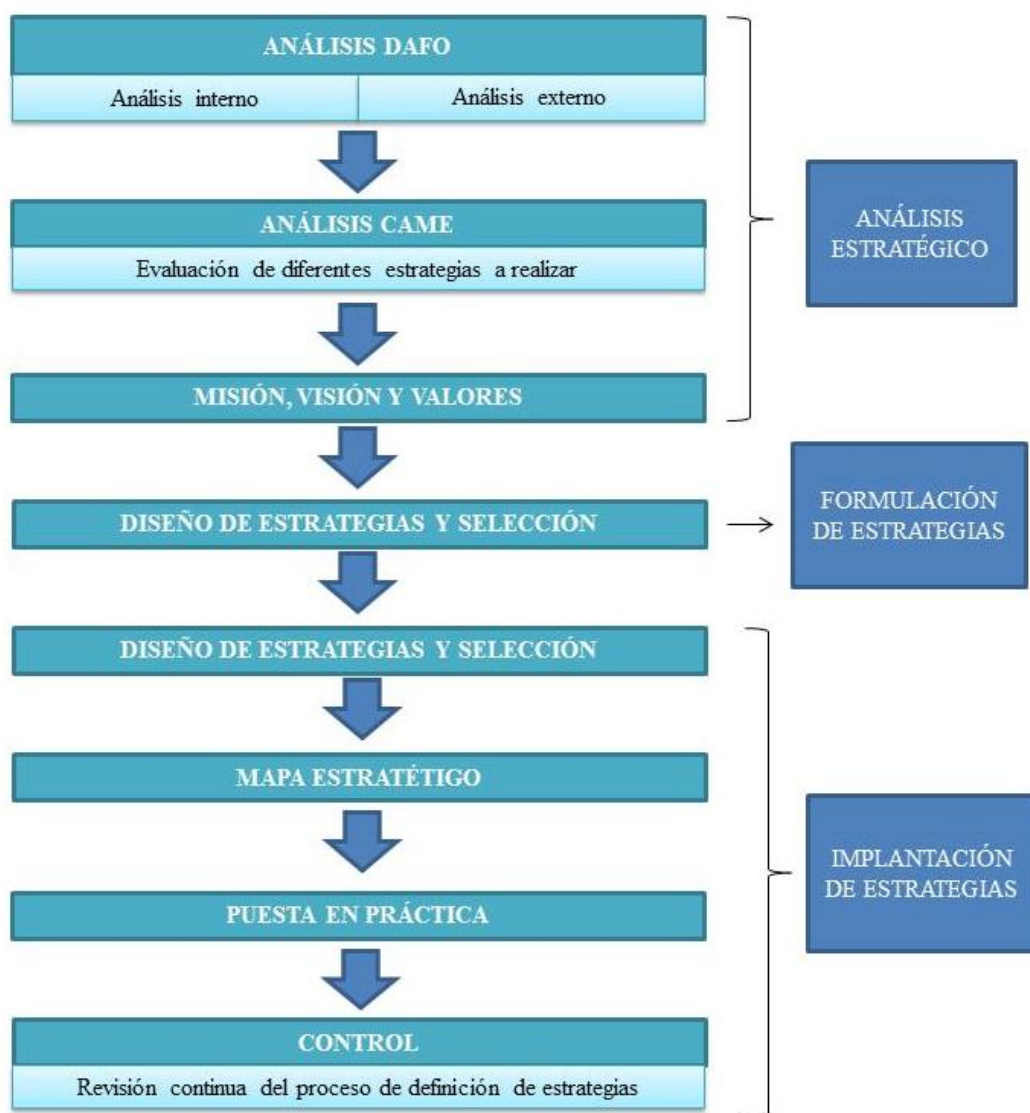 ANÁLISIS DAFO
Análisis interno
Análisis externo
ANÁLISIS CAME
Evaluación de diferentes estrategias a realizar
ANÁLISIS
ESTRATÉGICO
MISIÓN, VISIÓN Y VALORES
DISEÑO DE ESTRATEGIAS Y SELECCIÓN
FORMULACIÓN
DE ESTRATEGIAS
DISEÑO DE ESTRATEGIAS Y SELECCIÓN
MAPA ESTRATÉTIGO
PUESTA EN PRÁCTICA
IMPLANTACIÓN
DE ESTRATEGIAS
CONTROL
Revisión continua del proceso de definición de estrategias